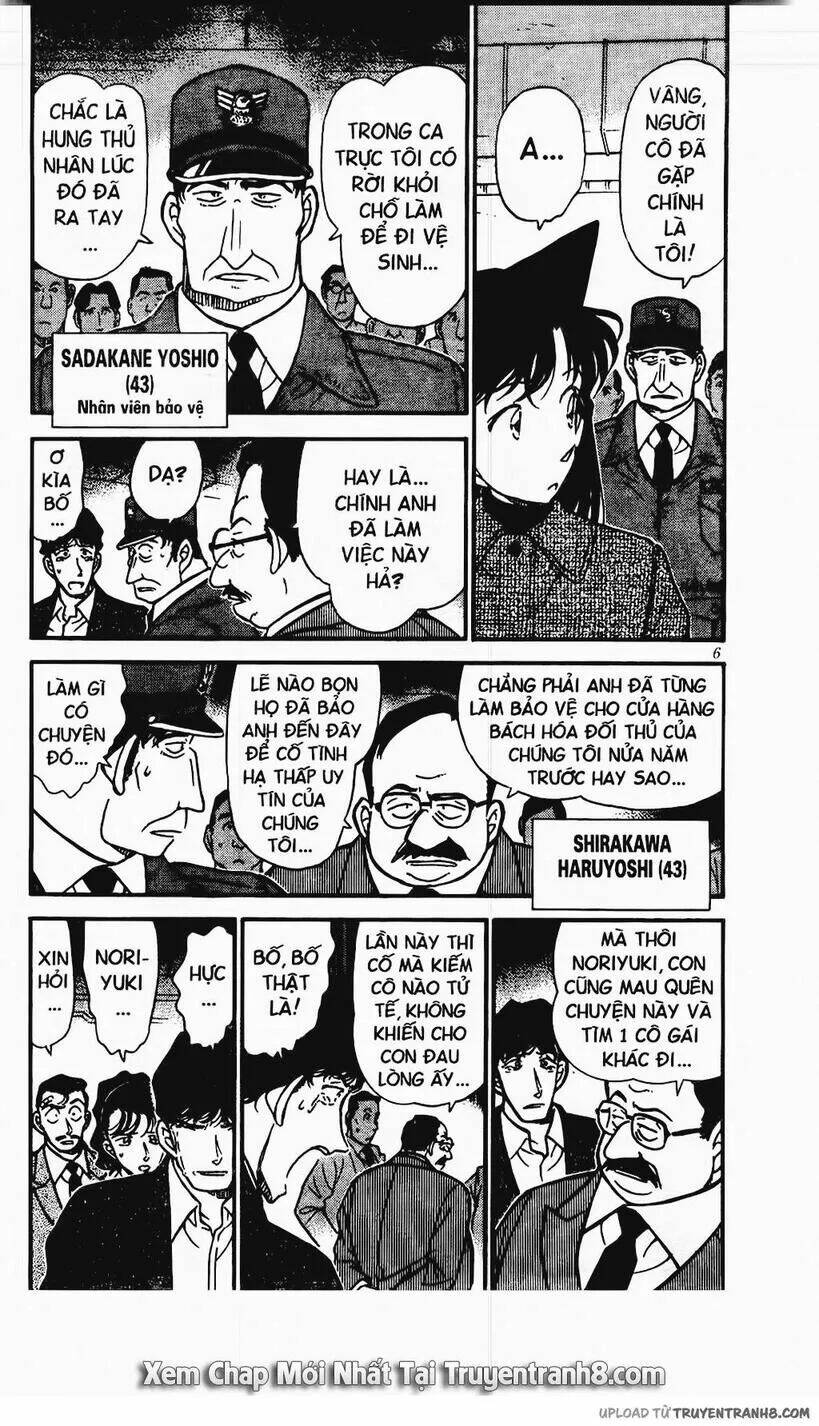 VÂNG,
NGƯỜI
CÔ ĐÃ
GẶP
CHÍNH
LÀ
TÔI!
A...
TRONG CA
TRỰC TÔI CÓ
RỜI KHỎI
CHỖ LÀM
ĐỂ ĐI VỆ
SINH...
CHẮC LÀ
HUNG THỦ
NHÂN LÚC
ĐÓ ĐÃ
RA TAY
...
SADAKANE YOSHIO
(43)
Nhân viên bảo vệ
HAY LÀ...
CHÍNH ANH
ĐÃ LÀM
VIỆC NÀY
HẢ?
DẠ?
Ơ
KÌA
BỐ
...
6
CHẲNG PHẢI ANH ĐÃ TỪNG
LÀM BẢO VỆ CHO CỬA HÀNG
BÁCH HÓA ĐỐI THỦ CỦA
CHÚNG TÔI NỬA NĂM
TRƯỚC HAY SAO...
SHIRAKAWA
HARUYOSHI (43)
LẼ NÀO BỌN
HỌ ĐÃ BẢO
ANH ĐẾN ĐÂY
ĐỂ CỐ TÌNH
HẠ THẤP UY
TÍN CỦA
CHÚNG
TÔI...
LÀM GÌ
CÓ
CHUYỆN
ĐÓ...
MÀ THÔI
NORIYUKI, CON
CŨNG MAU QUÊN
CHUYỆN NÀY VÀ
TÌM 1 CÔ GÁI
KHÁC ĐI...
LẦN NÀY THÌ
CỐ MÀ KIẾM
CÔ NÀO TỬ
TẾ, KHÔNG
KHIẾN CHO
CON ĐAU
LÒNG ẤY...
BỐ, BỐ
THẬT
LÀ!
HỰC
...
NORI-
YUKI
...
XIN
HỎI
...
Xem Chap Mới Nhất Tại Truyentranh8.com
UPLOAD TỪ TRUYENTRANH8.COM